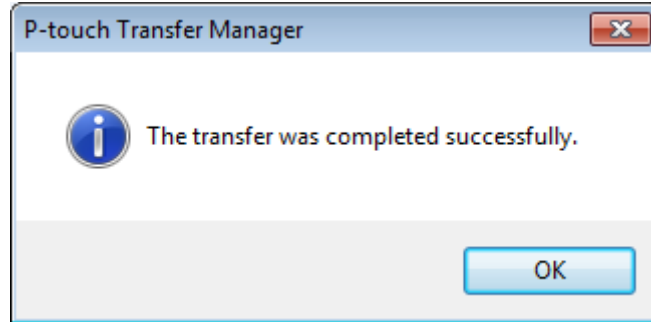 P-touch Transfer Manager
The transfer was completed successfully.
OK